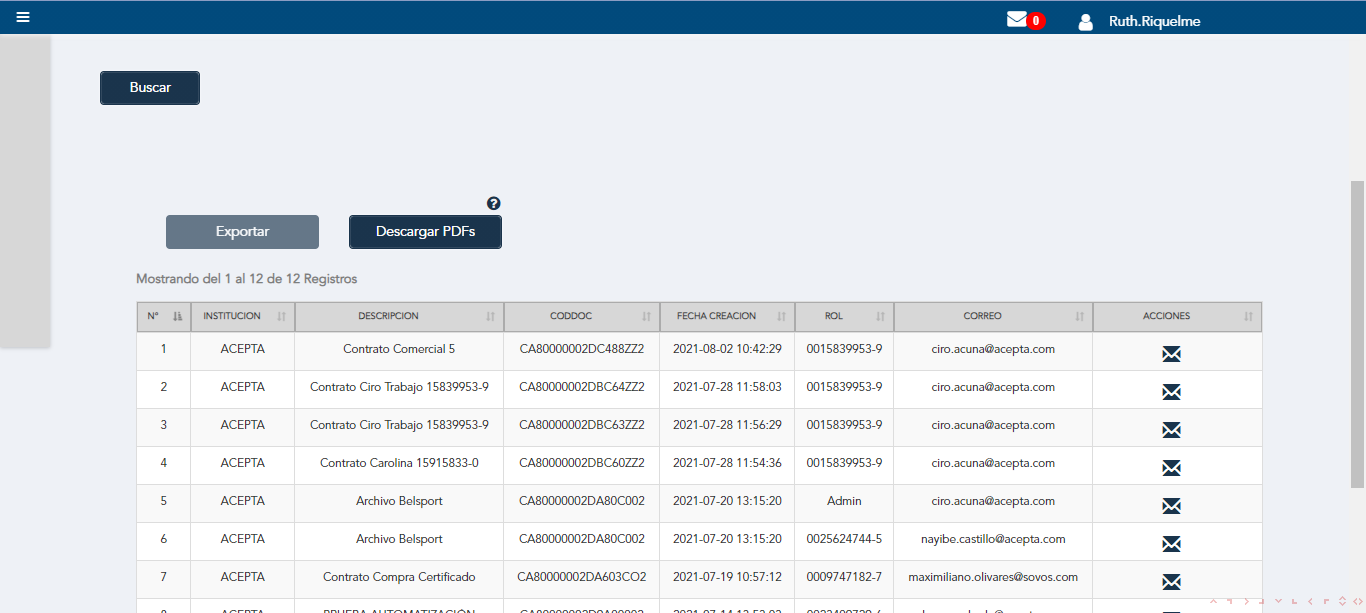 0 Ruth.Riquelme
Buscar
?
Exportar Descargar PDFs
Mostrando del 1 al 12 de 12 Registros
N° INSTITUCION DESCRIPCION CODDOC FECHA CREACION ROL CORREO ACCIONES
1 ACEPTA Contrato Comercial 5 CA80000002DC488ZZ2 2021-08-02 10:42:29 0015839953-9 ciro.acuna@acepta.com
2 ACEPTA Contrato Ciro Trabajo 15839953-9 CA80000002DBC64ZZ2 2021-07-28 11:58:03 0015839953-9 ciro.acuna@acepta.com
3 ACEPTA Contrato Ciro Trabajo 15839953-9 CA80000002DBC63ZZ2 2021-07-28 11:56:29 0015839953-9 ciro.acuna@acepta.com
4 ACEPTA Contrato Carolina 15915833-0 CA80000002DBC60ZZ2 2021-07-28 11:54:36 0015839953-9 ciro.acuna@acepta.com
5 ACEPTA Archivo Belsport CA80000002DA80C002 2021-07-20 13:15:20 Admin ciro.acuna@acepta.com
6 ACEPTA Archivo Belsport CA80000002DA80C002 2021-07-20 13:15:20 0025624744-5 nayibe.castillo@acepta.com
7 ACEPTA Contrato Compra Certificado CA80000002DA603CO2 2021-07-19 10:57:12 0009747182-7 maximiliano.olivares@sovos.com
8 ACEPTA PRUEBA AUTOMATIZACIÓN